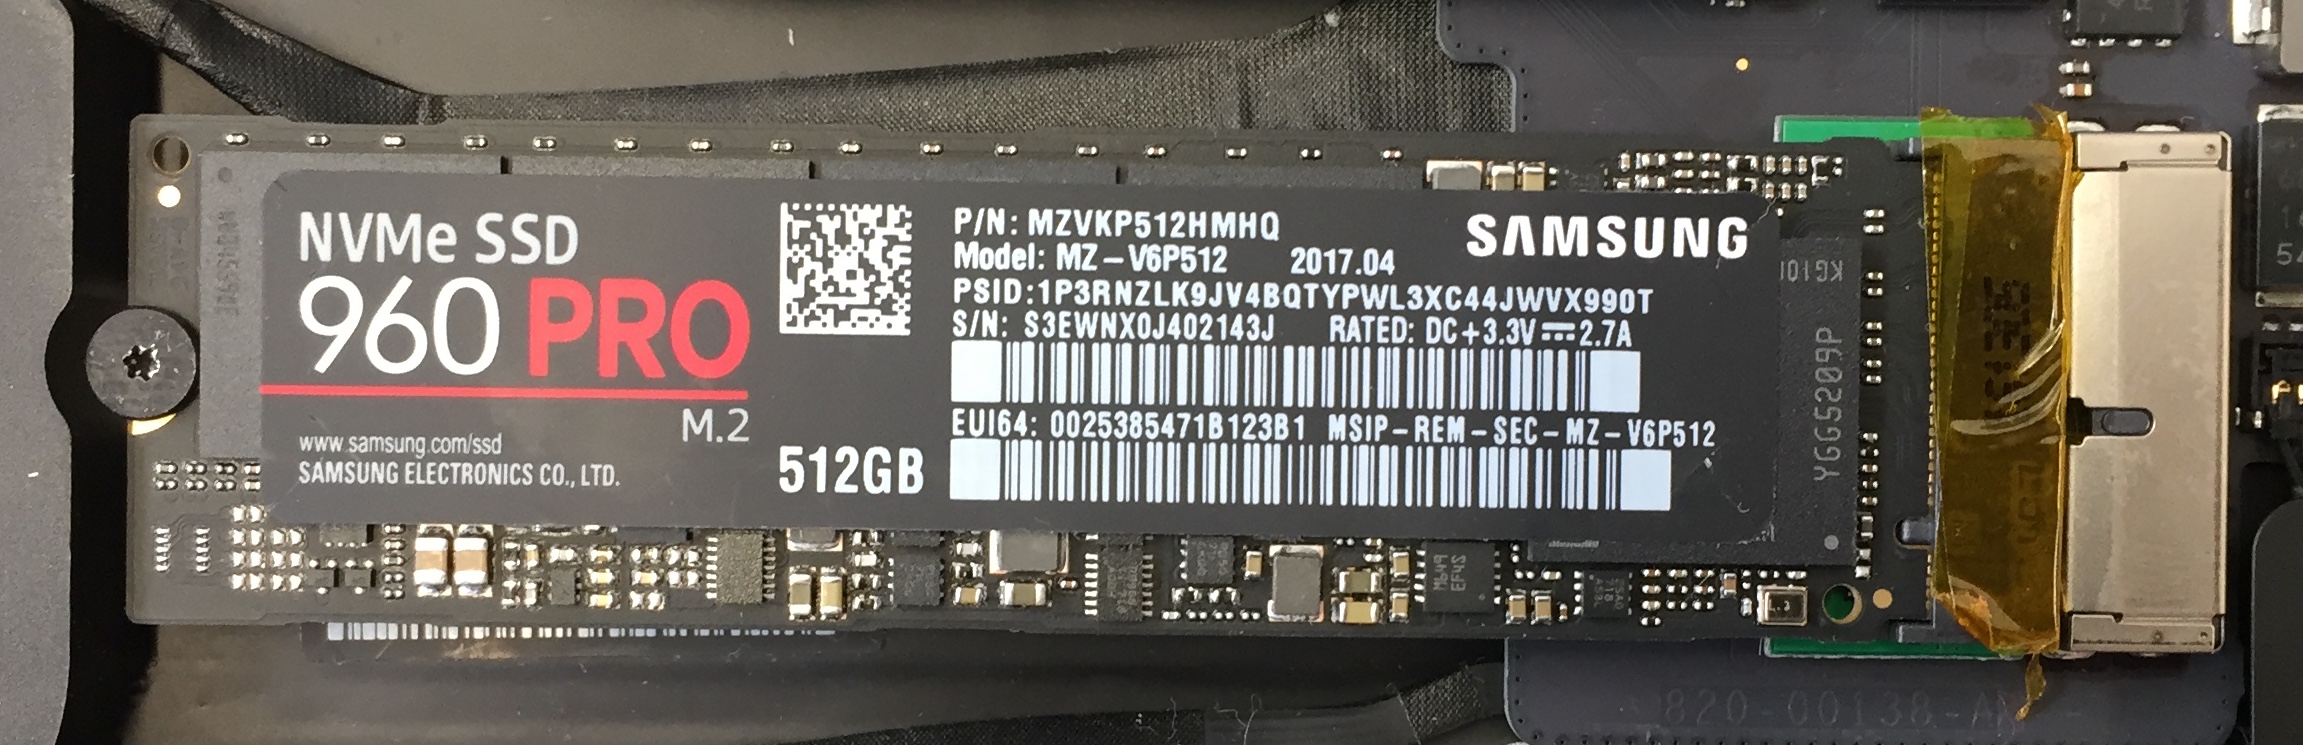 NVMe SSD
960 PRO
M.2
www.samsung.com/ssd
SAMSUNG ELECTRONICS CO., LTD.
512GB
P/N: MZVKP512HMHQ
SAMSUNG
Model: MZ-V6P512 2017.04
PSID:1P3RNZLK9JV4BQTYPWL3XC44JWVX990T
S/N: S3EWNX0J402143J RATED: DC+3.3V⎓2.7A
EUI64: 0025385471B123B1 MSIP-REM-SEC-MZ-V6P512
YGG5209P
820-00138-A